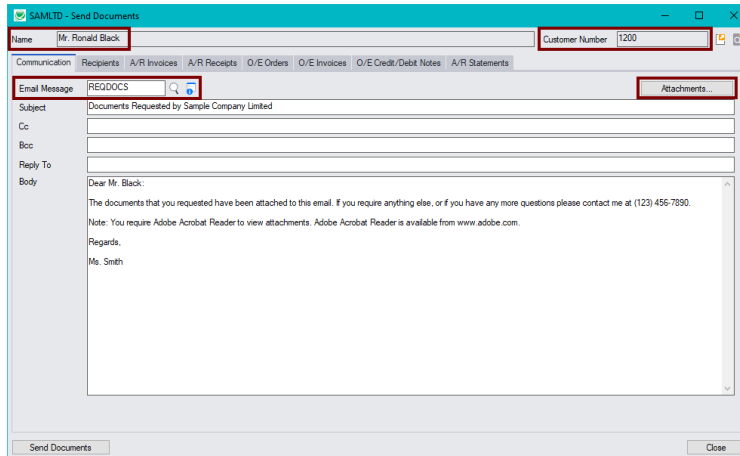 SAMLTD - Send Documents
Name Mr. Ronald Black Customer Number 1200
Communication Recipients A/R Invoices A/R Receipts O/E Orders O/E Invoices O/E Credit/Debit Notes A/R Statements
Email Message REQDOCS Attachments...
Subject Documents Requested by Sample Company Limited
Cc
Bcc
Reply To
Body Dear Mr. Black:
The documents that you requested have been attached to this email. If you require anything else, or if you have any more questions please contact me at (123) 456-7890.
Note: You require Adobe Acrobat Reader to view attachments. Adobe Acrobat Reader is available from www.adobe.com.
Regards,
Ms. Smith
Send Documents Close